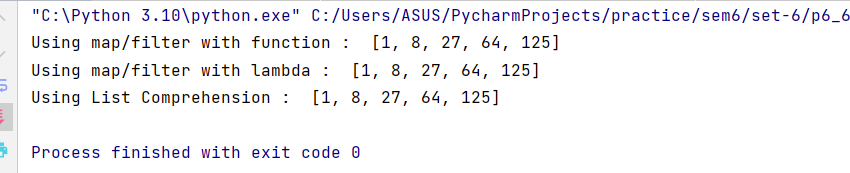 "C:\Python 3.10\python.exe" C:/Users/ASUS/PycharmProjects/practice/sem6/set-6/p6_6
Using map/filter with function :  [1, 8, 27, 64, 125]
Using map/filter with lambda :  [1, 8, 27, 64, 125]
Using List Comprehension :  [1, 8, 27, 64, 125]
Process finished with exit code 0